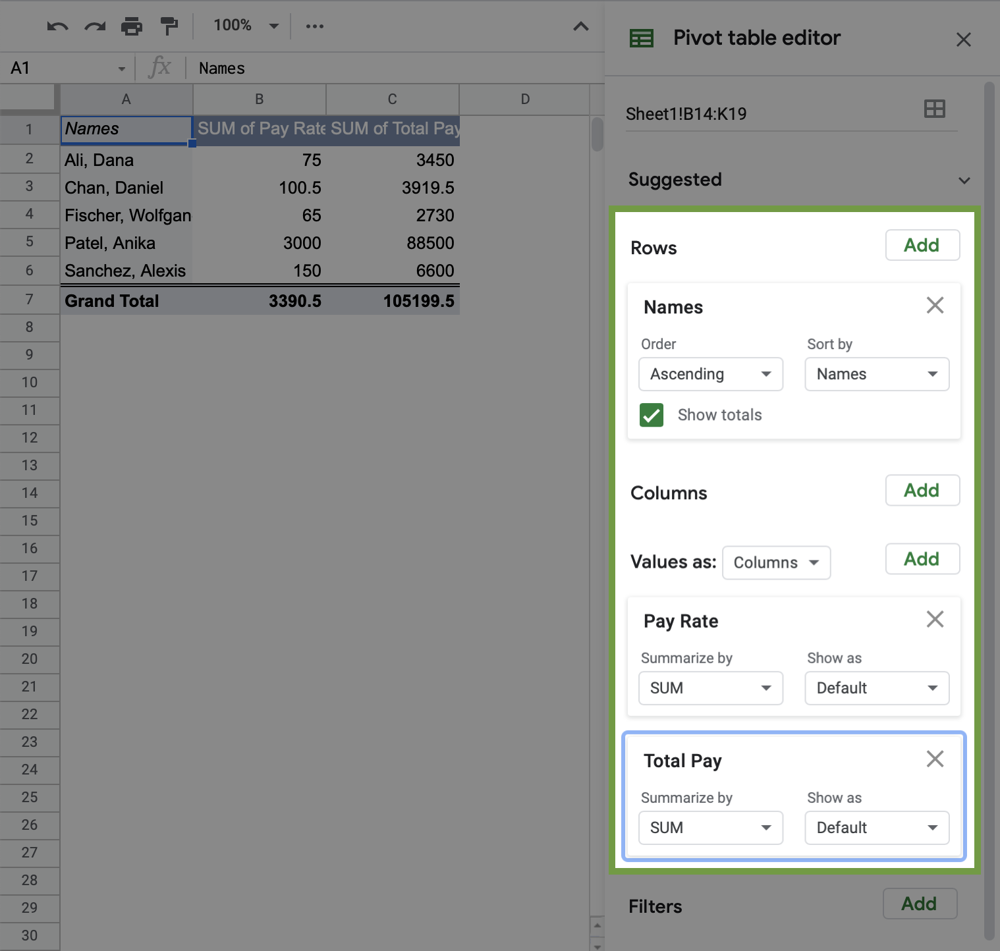 100%
A1
fx
Names
A B C D
1 Names SUM of Pay Rate SUM of Total Pay
2 Ali, Dana 75 3450
3 Chan, Daniel 100.5 3919.5
4 Fischer, Wolfgan 65 2730
5 Patel, Anika 3000 88500
6 Sanchez, Alexis 150 6600
7 Grand Total 3390.5 105199.5
8
9
10
11
12
13
14
15
16
17
18
19
20
21
22
23
24
25
26
27
28
29
30
Pivot table editor
Sheet1!B14:K19
Suggested
Rows Add
Names
Order Sort by
Ascending Names
Show totals
Columns Add
Values as: Columns Add
Pay Rate
Summarize by Show as
SUM Default
Total Pay
Summarize by Show as
SUM Default
Filters Add